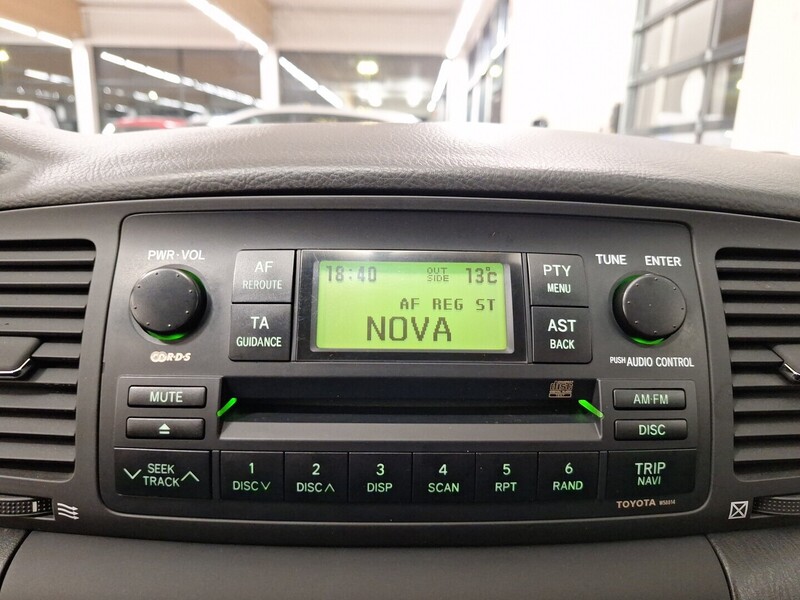 PWR·VOL
AF
REROUTE
TA
GUIDANCE
18:40
OUT
SIDE
13°C
AF REG ST
NOVA
PTY
MENU
AST
BACK
TUNE
ENTER
PUSH AUDIO CONTROL
R·D·S
disc
MUTE
AM·FM
DISC
SEEK
TRACK
1
DISC
2
DISC
3
DISP
4
SCAN
5
RPT
6
RAND
TRIP
NAVI
TOYOTA